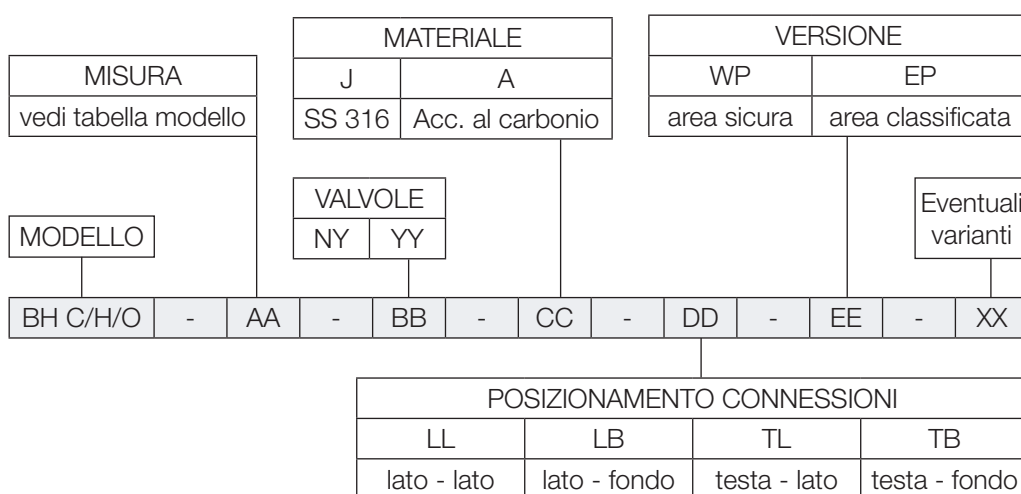 MISURA
vedi tabella modello
MATERIALE
J A
SS 316 Acc. al carbonio
VERSIONE
WP EP
area sicura area classificata
MODELLO
VALVOLE
NY YY
Eventuali
varianti
BH C/H/O - AA - BB - CC - DD - EE - XX
POSIZIONAMENTO CONNESSIONI
LL LB TL TB
lato - lato lato - fondo testa - lato testa - fondo